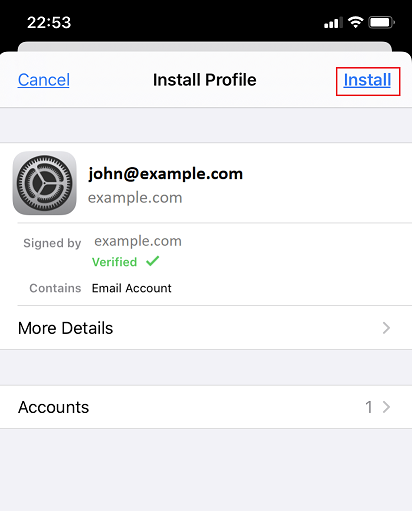 22:53
Cancel Install Profile Install
john@example.com
example.com
Signed by example.com
Verified
Contains Email Account
More Details
Accounts 1